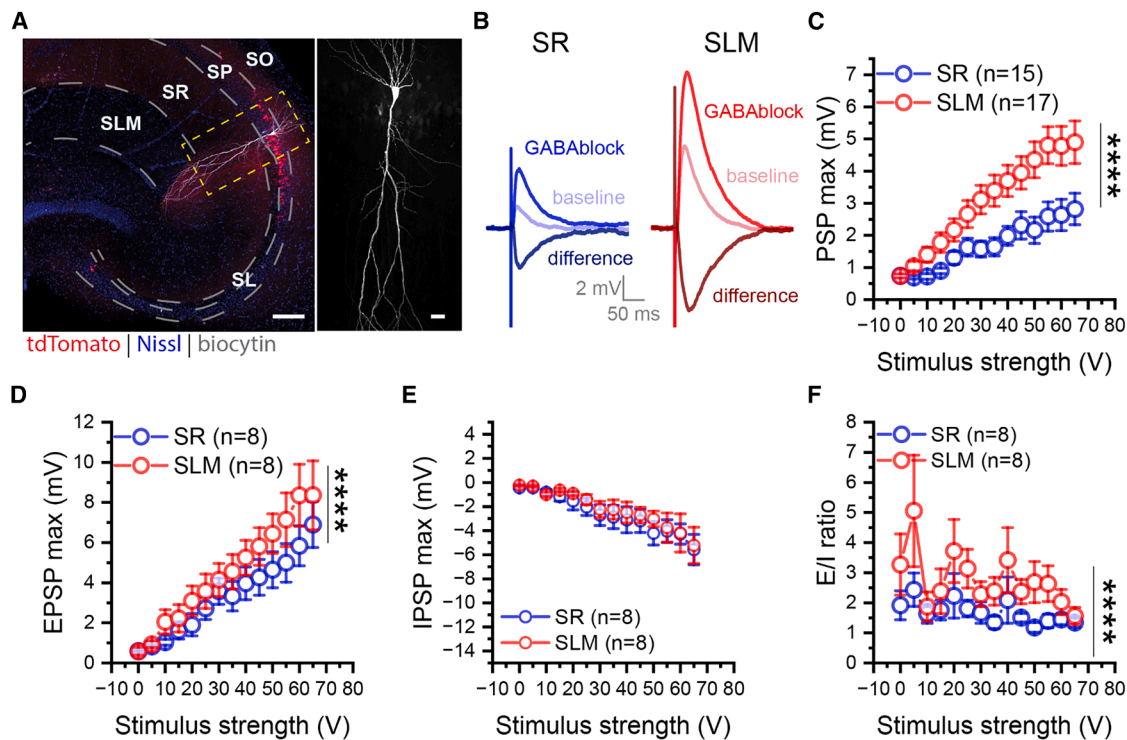 A
SO
SP
SR
SLM
SL
tdTomato | Nissl | biocytin
B
SR
SLM
GABAblock
baseline
difference
GABAblock
baseline
difference
2 mV
50 ms
C
SR (n=15)
SLM (n=17)
PSP max (mV)
7
6
5
4
3
2
1
0
−10 0 10 20 30 40 50 60 70 80
Stimulus strength (V)
****
D
SR (n=8)
SLM (n=8)
EPSP max (mV)
12
10
8
6
4
2
0
−10 0 10 20 30 40 50 60 70 80
Stimulus strength (V)
****
E
IPSP max (mV)
4
2
0
−2
−4
−6
−8
−10
−12
−14
SR (n=8)
SLM (n=8)
−10 0 10 20 30 40 50 60 70 80
Stimulus strength (V)
F
SR (n=8)
SLM (n=8)
E/I ratio
8
7
6
5
4
3
2
1
0
−10 0 10 20 30 40 50 60 70 80
Stimulus strength (V)
****